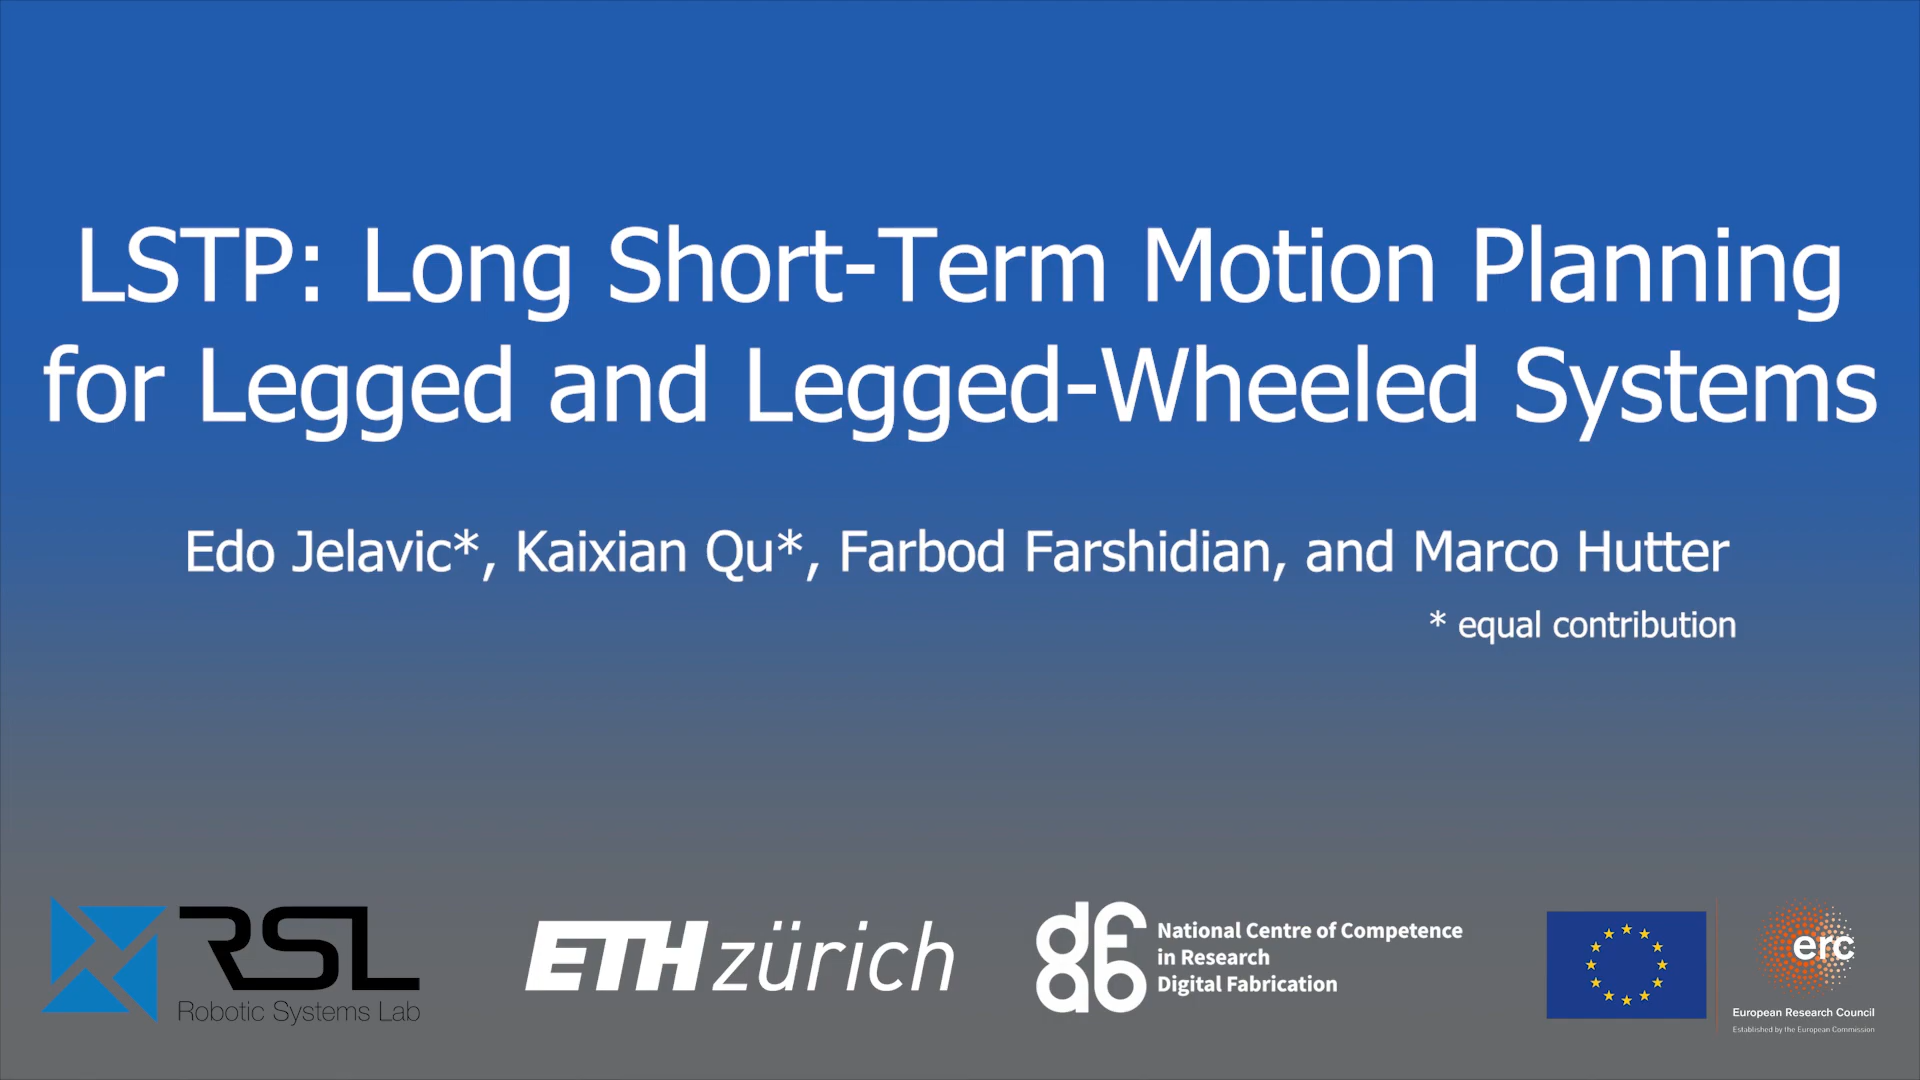 LSTP: Long Short-Term Motion Planning
for Legged and Legged-Wheeled Systems
Edo Jelavic*, Kaixian Qu*, Farbod Farshidian, and Marco Hutter
* equal contribution
RSL
Robotic Systems Lab
ETH zürich
dfab
National Centre of Competence
in Research
Digital Fabrication
erc
European Research Council
Established by the European Commission